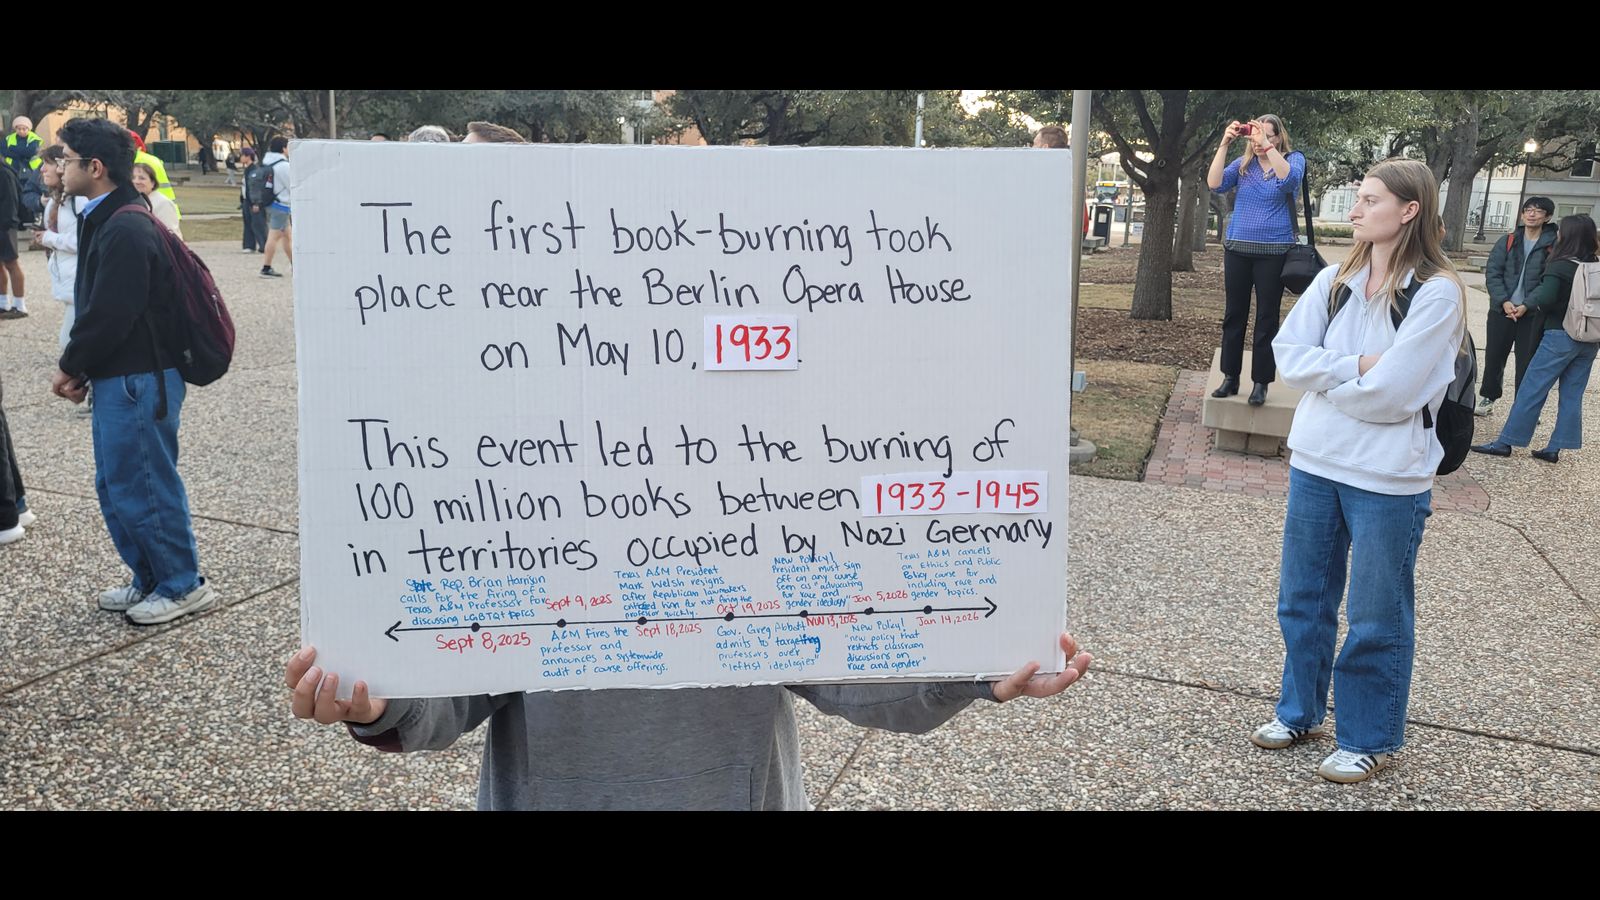 The first book-burning took
place near the Berlin Opera House
on May 10, 1933.
This event led to the burning of
100 million books between 1933-1945
in territories occupied by Nazi Germany
State Rep. Brian Harrison
calls for the firing of a
Texas A&M Professor for
discussing LGBTQ+ topics
Sept 8, 2025
Sept 9, 2025
A&M fires the
professor and
announces a systemwide
audit of course offerings.
Texas A&M President
Mark Welsh resigns
after Republican lawmakers
him for not firing the
professor quickly.
Sept 18, 2025
Oct 19, 2025
Gov. Greg Abbott
admits to targeting
professors over
"leftist ideologies"
New Policy!
President must sign
off on any course
seen as "advocating
for race and
gender ideology"
Nov 13, 2025
Jan 5, 2026
New Policy!
"new policy that
restricts classroom
discussions on
race and gender"
Texas A&M cancels
an Ethics and Public
Policy course for
including race and
gender topics.
Jan 14, 2026